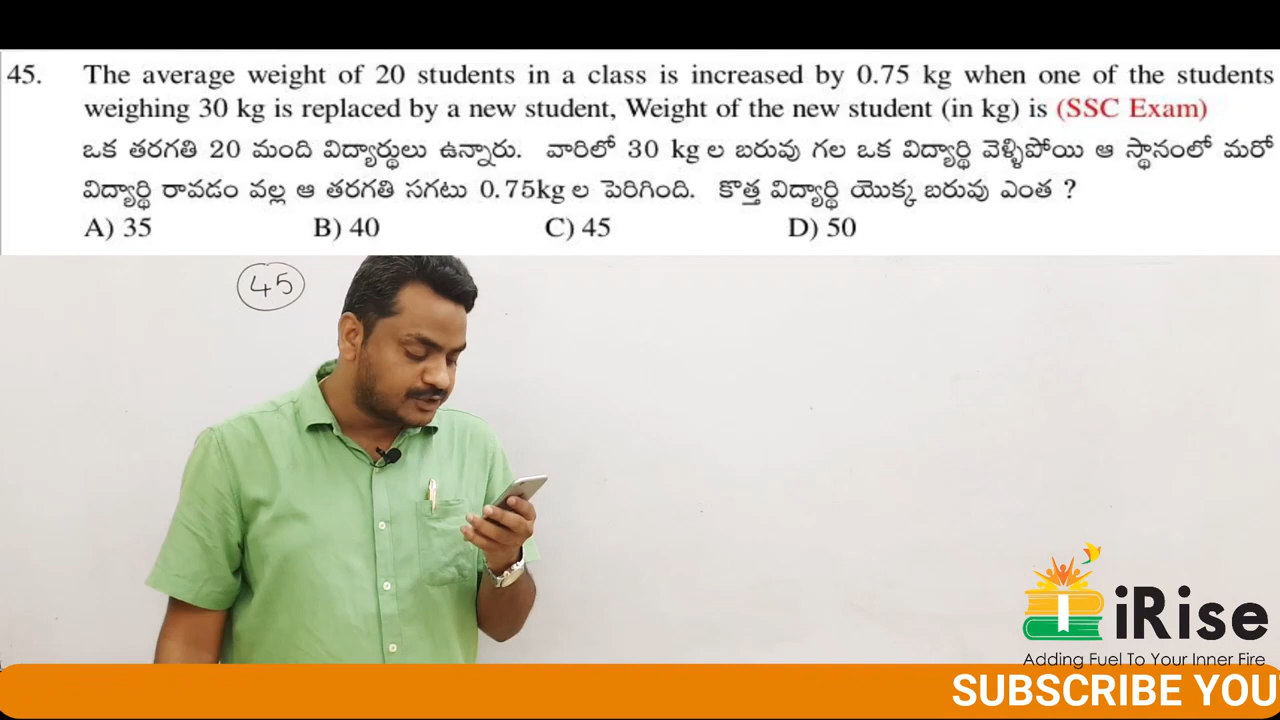 45. The average weight of 20 students in a class is increased by 0.75 kg when one of the students
weighing 30 kg is replaced by a new student, Weight of the new student (in kg) is (SSC Exam)
ఒక తరగతి 20 మంది విద్యార్థులు ఉన్నారు. వారిలో 30 kg ల బరువు గల ఒక విద్యార్థి వెళ్ళిపోయి ఆ స్థానంలో మరో
విద్యార్థి రావడం వల్ల ఆ తరగతి సగటు 0.75kg ల పెరిగింది. కొత్త విద్యార్థి యొక్క బరువు ఎంత ?
A) 35 B) 40 C) 45 D) 50
45
iRise
Adding Fuel To Your Inner Fire
SUBSCRIBE YOU